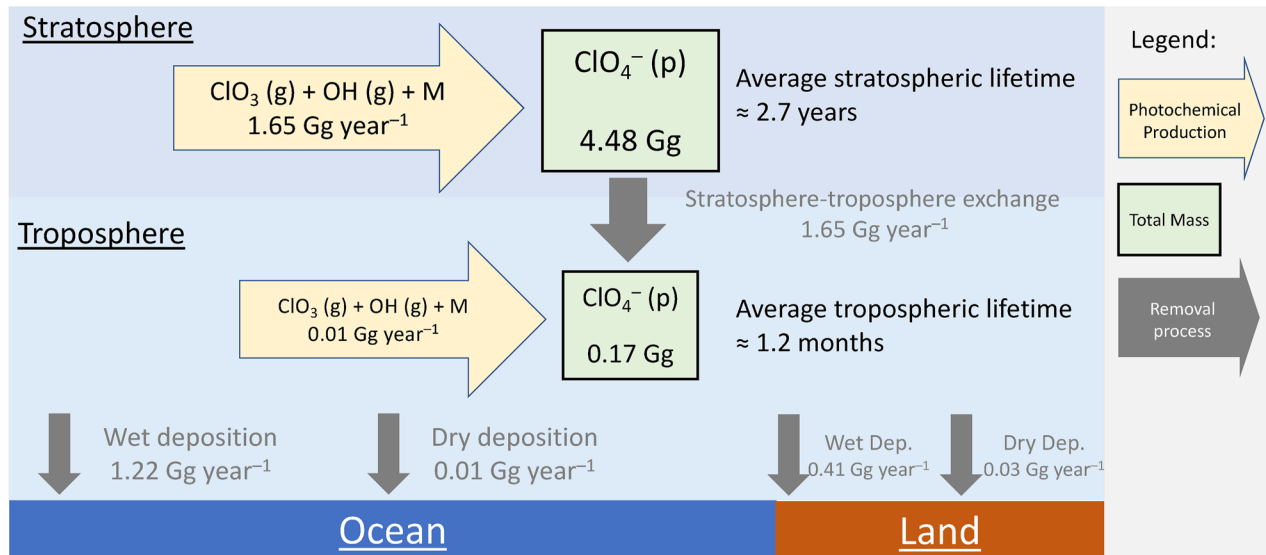 Stratosphere
ClO₃ (g) + OH (g) + M
1.65 Gg year⁻¹
ClO₄⁻ (p)
4.48 Gg
Average stratospheric lifetime
≈ 2.7 years
Stratosphere-troposphere exchange
1.65 Gg year⁻¹
Troposphere
ClO₃ (g) + OH (g) + M
0.01 Gg year⁻¹
ClO₄⁻ (p)
0.17 Gg
Average tropospheric lifetime
≈ 1.2 months
Wet deposition
1.22 Gg year⁻¹
Dry deposition
0.01 Gg year⁻¹
Wet Dep.
0.41 Gg year⁻¹
Dry Dep.
0.03 Gg year⁻¹
Ocean
Land
Legend:
Photochemical
Production
Total Mass
Removal
process